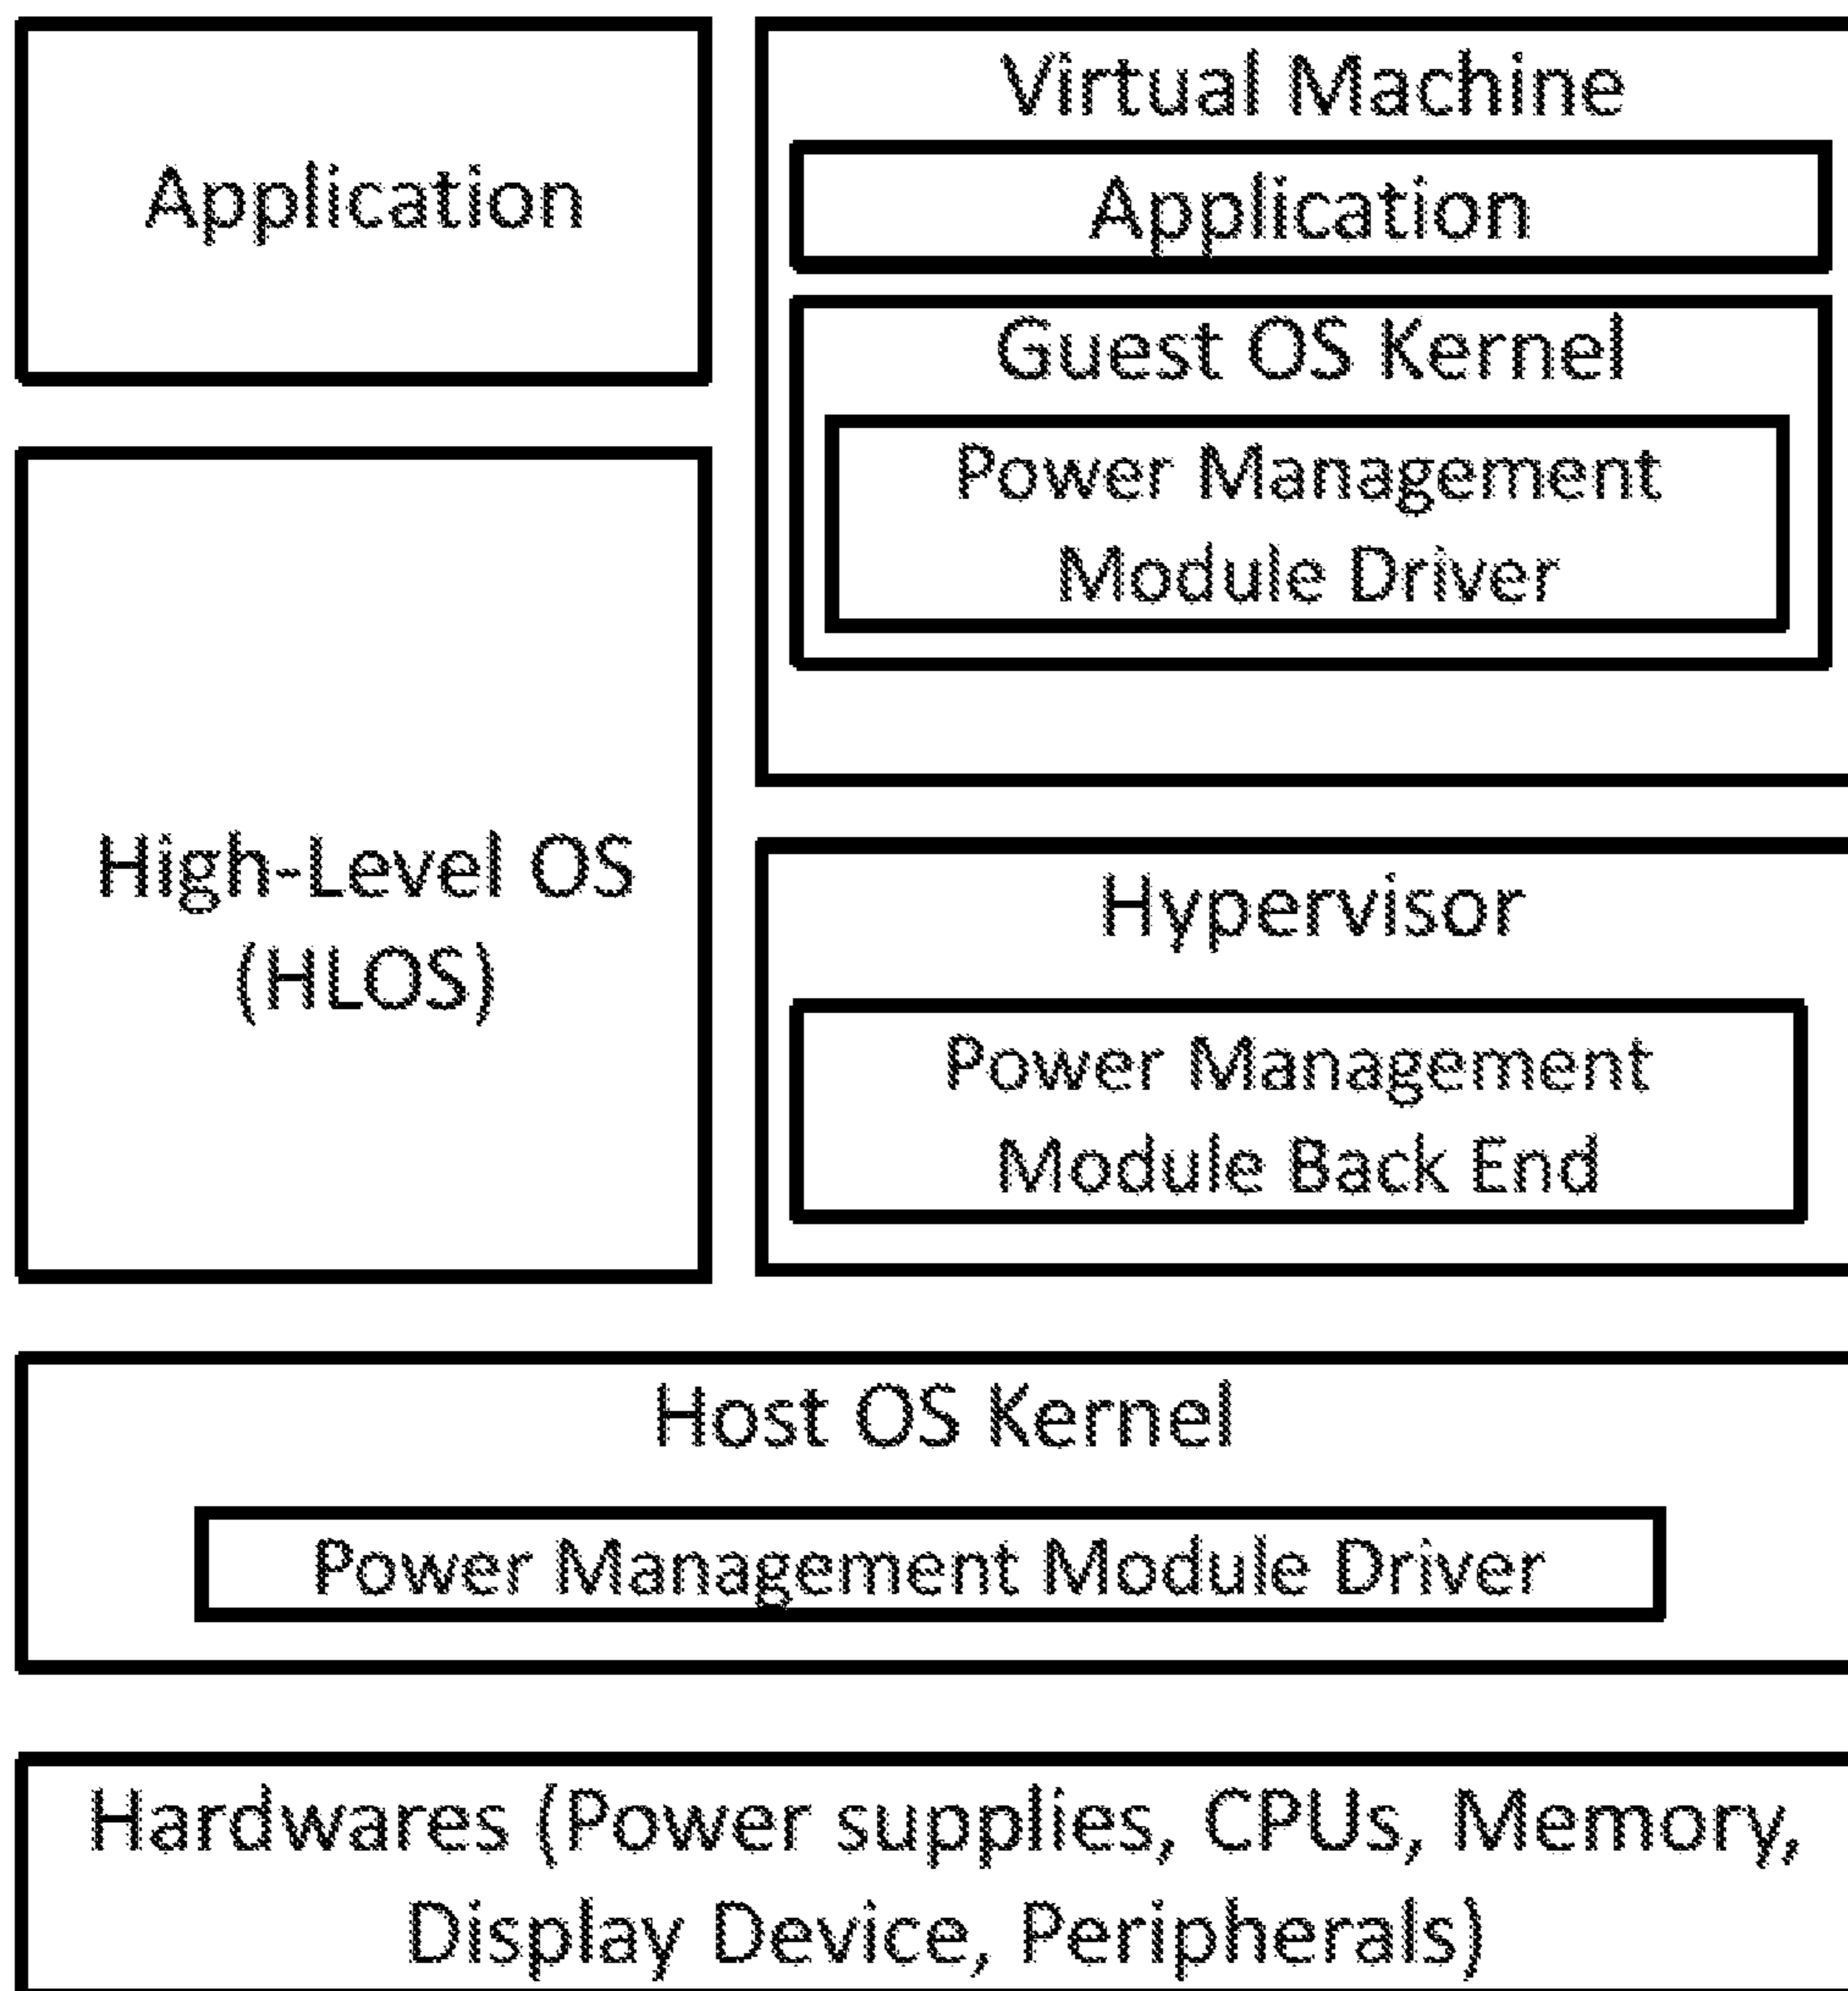 Application
High-Level OS
(HLOS)
Virtual Machine
Application
Guest OS Kernel
Power Management
Module Driver
Hypervisor
Power Management
Module Back End
Host OS Kernel
Power Management Module Driver
Hardwares (Power supplies, CPUs, Memory,
Display Device, Peripherals)